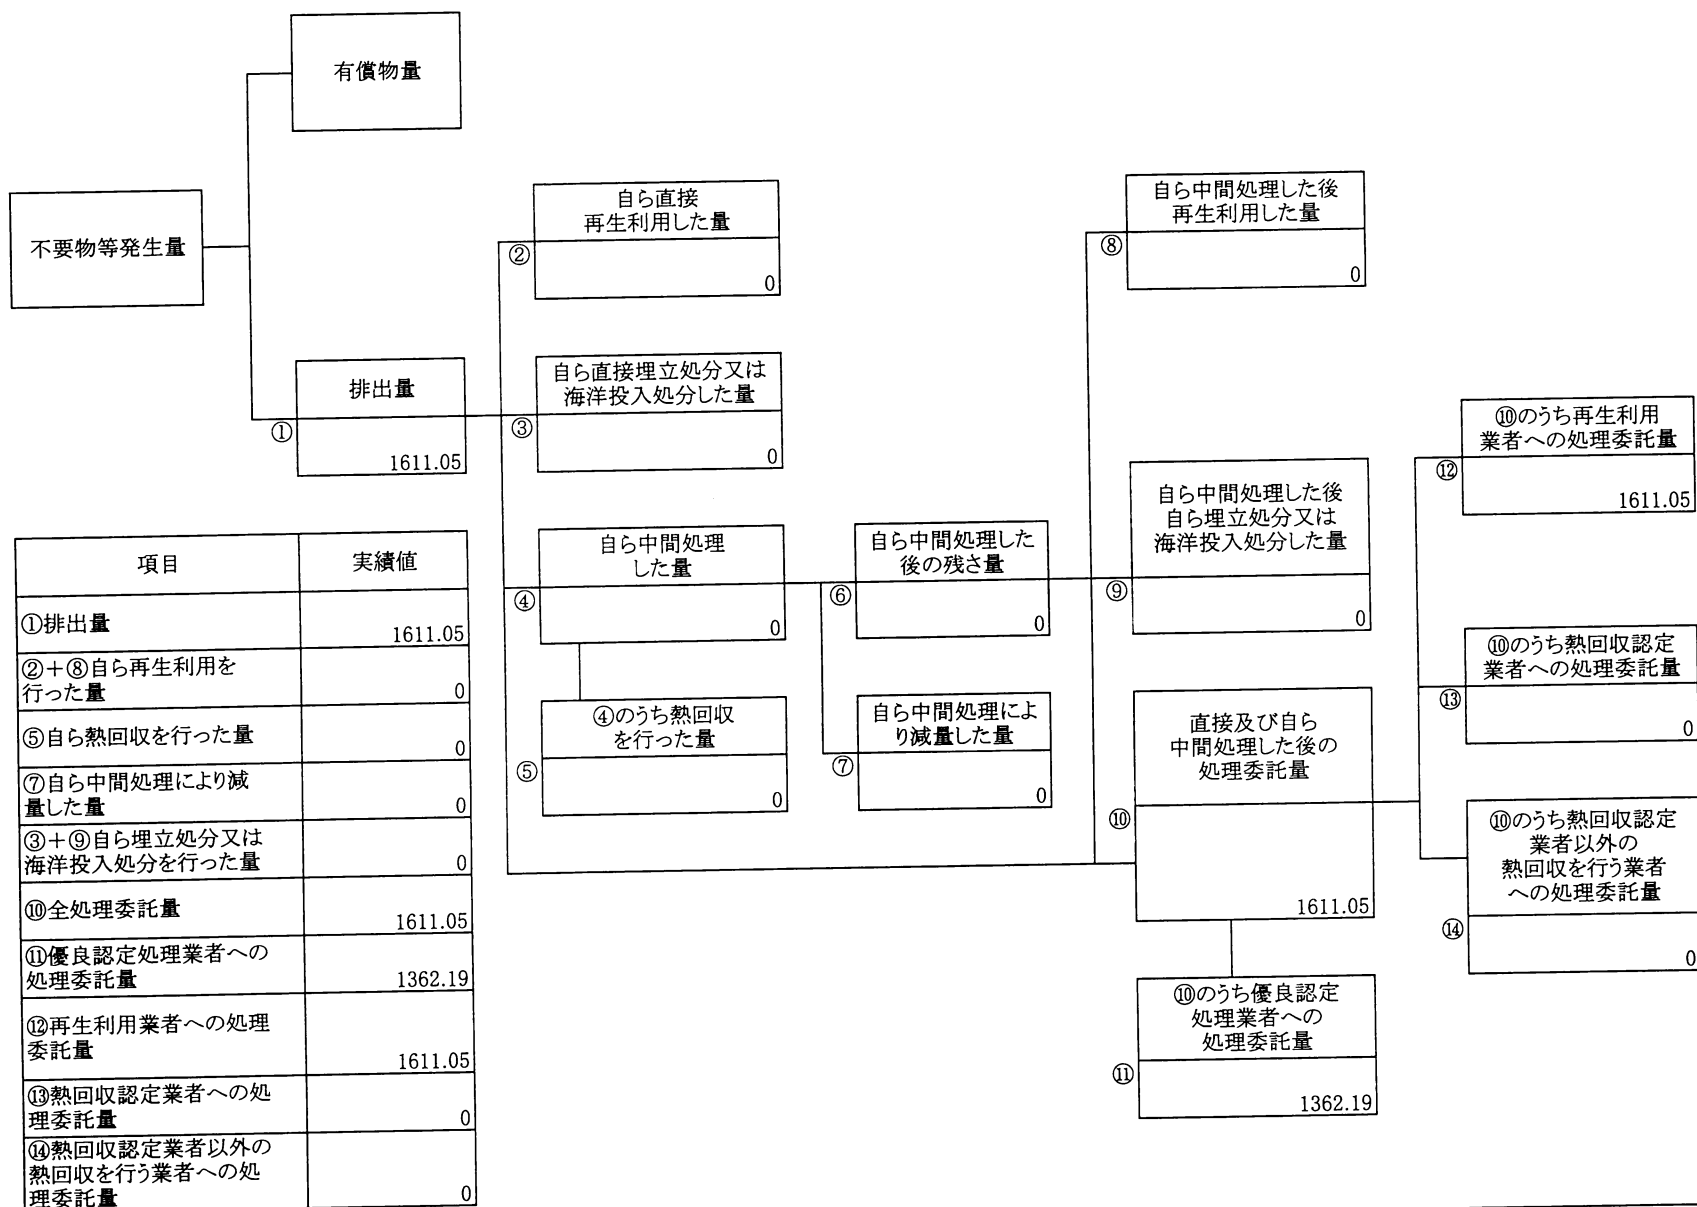 有償物量
不要物等発生量
排出量
①
1611.05
自ら直接
再生利用した量
②
0
自ら直接埋立処分又は
海洋投入処分した量
③
0
自ら中間処理
した量
④
0
④のうち熱回収
を行った量
⑤
0
自ら中間処理した
後の残さ量
⑥
0
自ら中間処理によ
り減量した量
⑦
0
自ら中間処理した後
再生利用した量
⑧
0
自ら中間処理した後
自ら埋立処分又は
海洋投入処分した量
⑨
0
直接及び自ら
中間処理した後の
処理委託量
⑩
1611.05
⑩のうち優良認定
処理業者への
処理委託量
⑪
1362.19
⑩のうち再生利用
業者への処理委託量
⑫
1611.05
⑩のうち熱回収認定
業者への処理委託量
⑬
0
⑩のうち熱回収認定
業者以外の
熱回収を行う業者
への処理委託量
⑭
0
項目 実績値
①排出量 1611.05
②+⑧自ら再生利用を
行った量 0
⑤自ら熱回収を行った量 0
⑦自ら中間処理により減
量した量 0
③+⑨自ら埋立処分又は
海洋投入処分を行った量 0
⑩全処理委託量 1611.05
⑪優良認定処理業者への
処理委託量 1362.19
⑫再生利用業者への処理
委託量 1611.05
⑬熱回収認定業者への処
理委託量 0
⑭熱回収認定業者以外の
熱回収を行う業者への処
理委託量 0